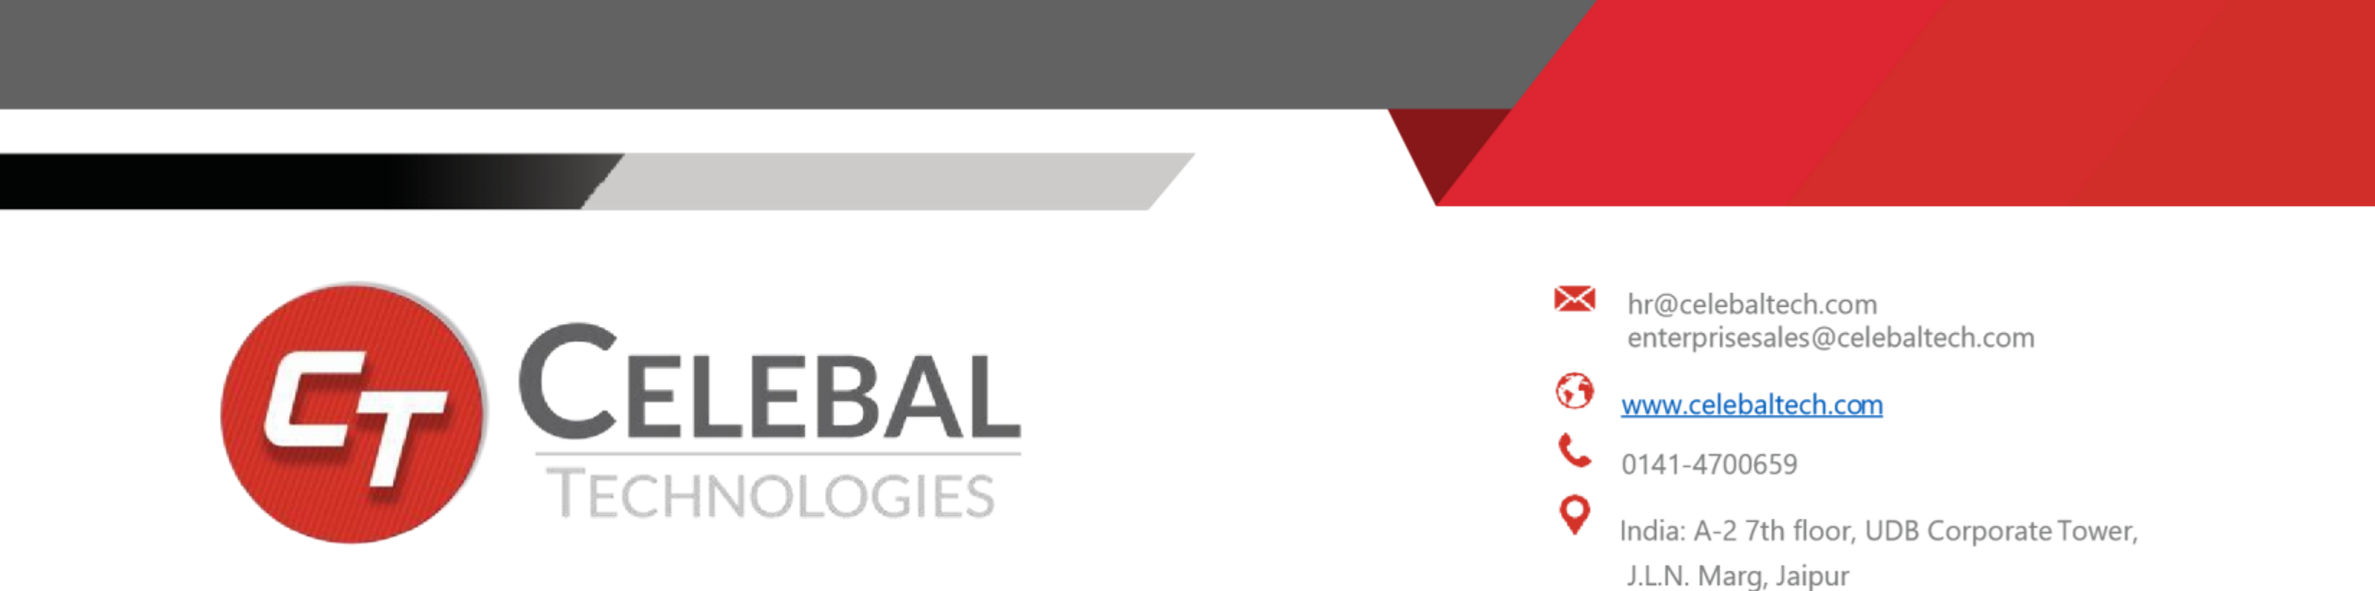 CT
CELEBAL
TECHNOLOGIES
hr@celebaltech.com
enterprisesales@celebaltech.com
www.celebaltech.com
0141-4700659
India: A-2 7th floor, UDB Corporate Tower,
J.L.N. Marg, Jaipur